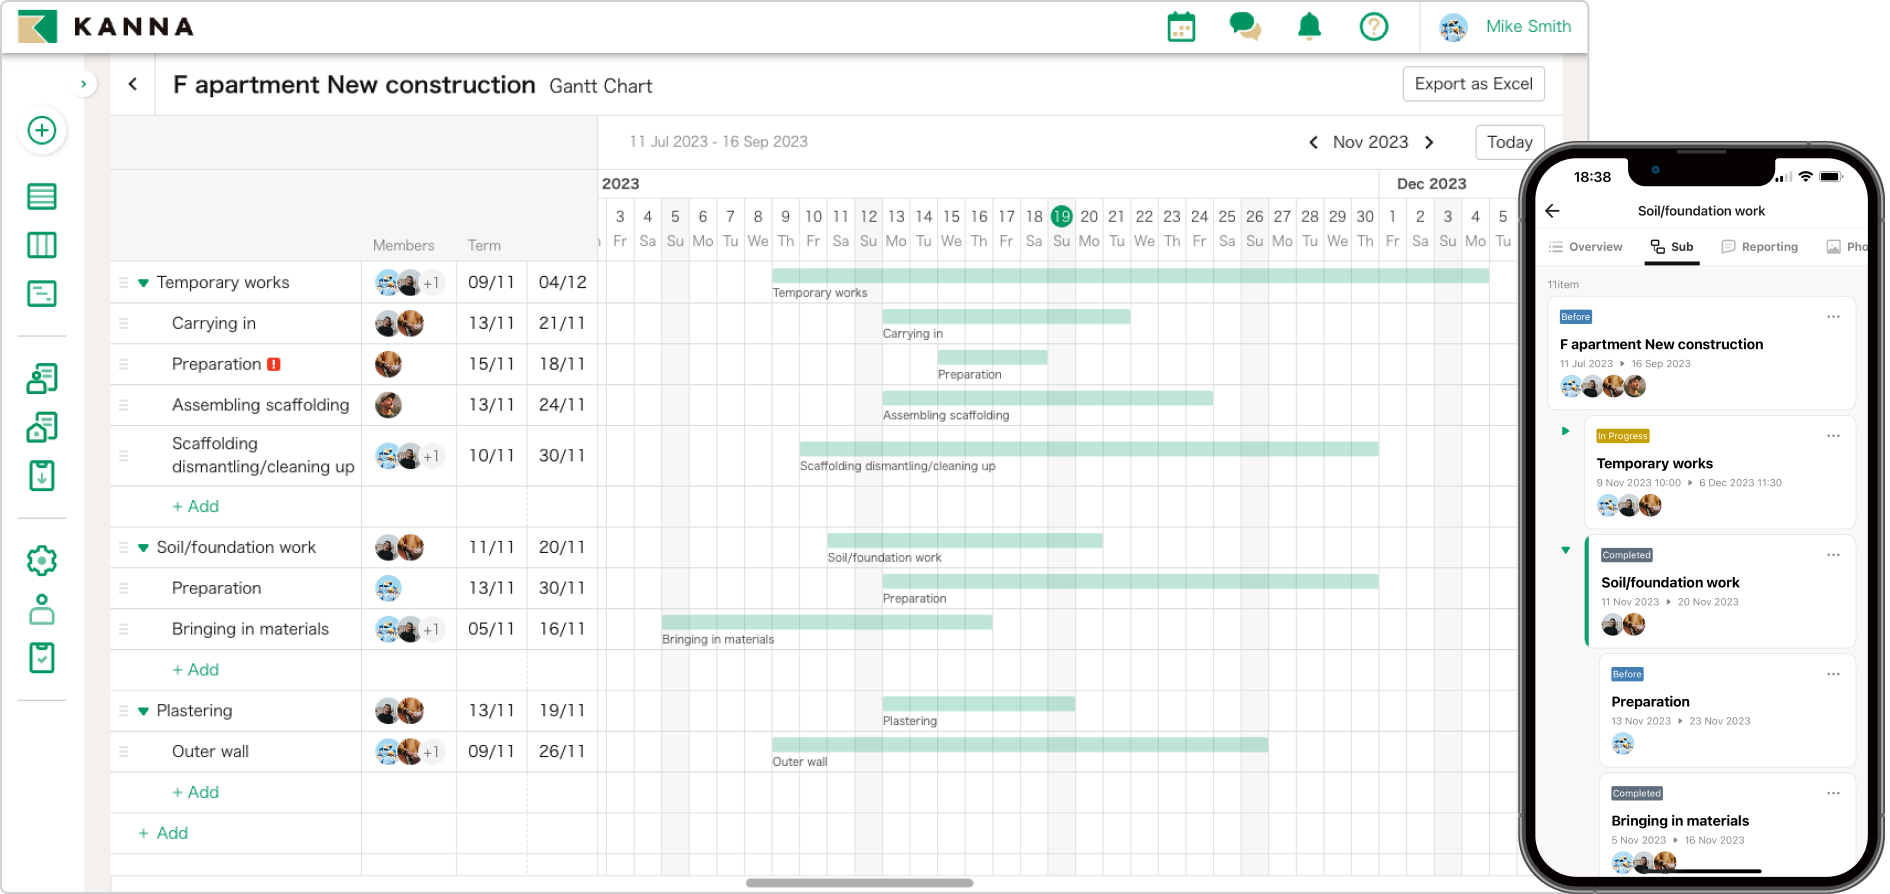 KANNA
Mike Smith
F apartment New construction Gantt Chart
Export as Excel
11 Jul 2023 - 16 Sep 2023
Nov 2023
Today
2023
Dec 2023
3 4 5 6 7 8 9 10 11 12 13 14 15 16 17 18 19 20 21 22 23 24 25 26 27 28 29 30 1 2 3 4 5
Members Term
Fr Sa Su Mo Tu We Th Fr Sa Su Mo Tu We Th Fr Sa Su Mo Tu We Th Fr Sa Su Mo Tu We Th Fr Sa Su Mo Tu
Temporary works +1 09/11 04/12
Temporary works
Carrying in 13/11 21/11
Carrying in
Preparation ! 15/11 18/11
Preparation
Assembling scaffolding 13/11 24/11
Assembling scaffolding
Scaffolding
dismantling/cleaning up +1 10/11 30/11
Scaffolding dismantling/cleaning up
+ Add
Soil/foundation work 11/11 20/11
Soil/foundation work
Preparation 13/11 30/11
Preparation
Bringing in materials +1 05/11 16/11
Bringing in materials
+ Add
Plastering 13/11 19/11
Plastering
Outer wall +1 09/11 26/11
Outer wall
+ Add
+ Add
18:38
Soil/foundation work
Overview Sub Reporting Pho
11item
Before
F apartment New construction
11 Jul 2023 16 Sep 2023
In Progress
Temporary works
9 Nov 2023 10:00 6 Dec 2023 11:30
Completed
Soil/foundation work
11 Nov 2023 20 Nov 2023
Before
Preparation
13 Nov 2023 23 Nov 2023
Completed
Bringing in materials
5 Nov 2023 16 Nov 2023